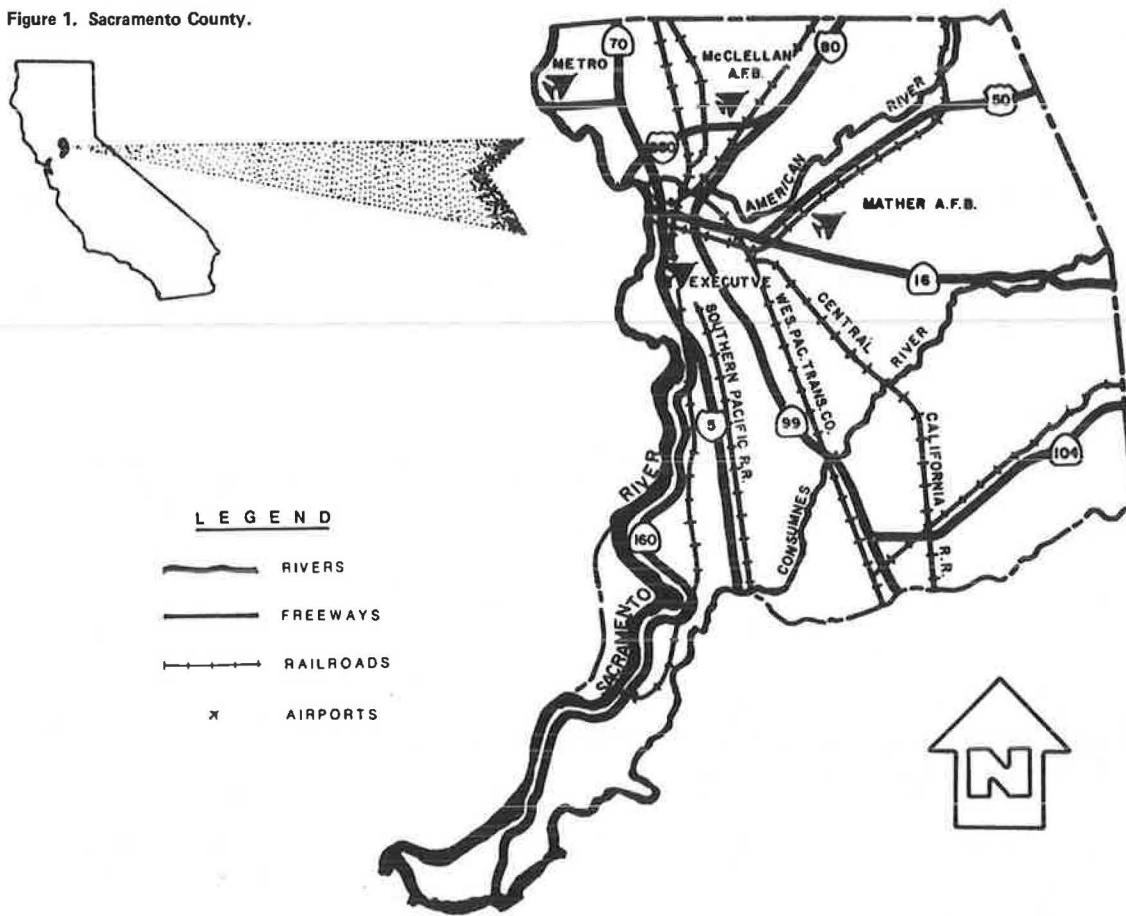 Figure 1. Sacramento County.
70
80
METRO
McCLELLAN
A.F.B.
50
AMERICAN RIVER
880
MATHER A.F.B.
16
EXECUTVE
SOUTHERN PACIFIC R.R.
WES. PAC. TRANS. CO.
CENTRAL CALIFORNIA R.R.
5
99
104
CONSUMNES RIVER
160
SACRAMENTO RIVER
LEGEND
RIVERS
FREEWAYS
RAILROADS
AIRPORTS
N